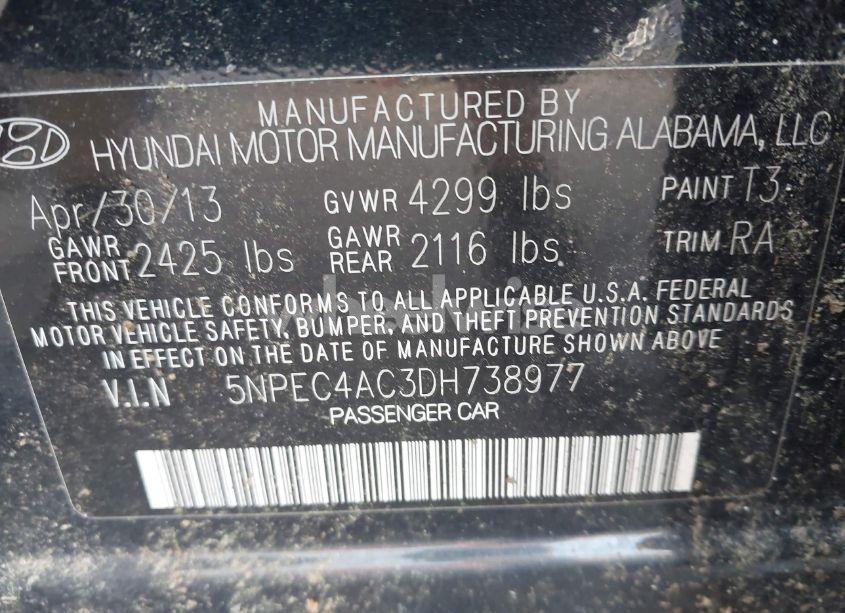 MANUFACTURED BY
HYUNDAI MOTOR MANUFACTURING ALABAMA, LLC
Apr/30/13 GVWR 4299 lbs PAINT T3
GAWR FRONT 2425 lbs GAWR REAR 2116 lbs TRIM RA
THIS VEHICLE CONFORMS TO ALL APPLICABLE U.S.A. FEDERAL
MOTOR VEHICLE SAFETY, BUMPER, AND THEFT PREVENTION STANDARDS
IN EFFECT ON THE DATE OF MANUFACTURE SHOWN ABOVE
V.I.N 5NPEC4AC3DH738977
PASSENGER CAR